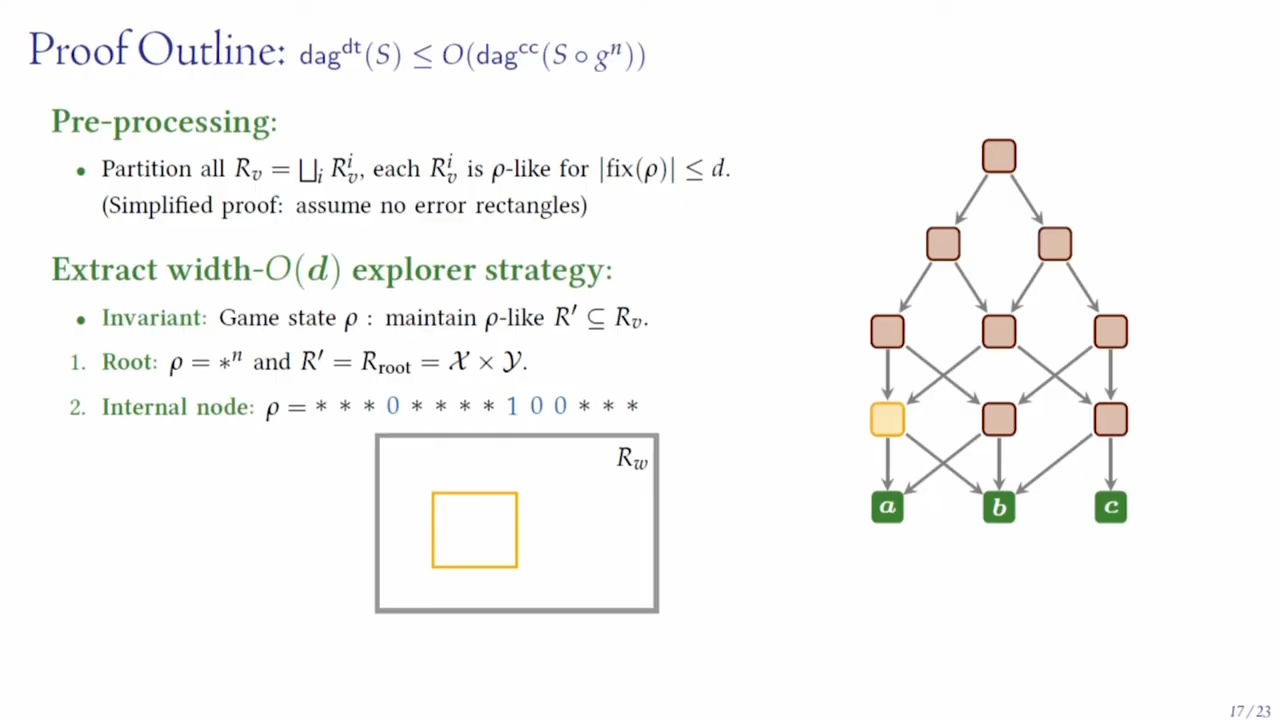 Proof Outline: dag^dt(S) ≤ O(dag^cc(S ∘ g^n))
Pre-processing:
• Partition all R_v = ⨆_i R_v^i, each R_v^i is ρ-like for |fix(ρ)| ≤ d.
(Simplified proof: assume no error rectangles)
Extract width-O(d) explorer strategy:
• Invariant: Game state ρ : maintain ρ-like R′ ⊆ R_v.
1. Root: ρ = *^n and R′ = R_root = 𝒳 × 𝒴.
2. Internal node: ρ = * * * 0 * * * * 1 0 0 * * *
R_w
a b c
17 / 23